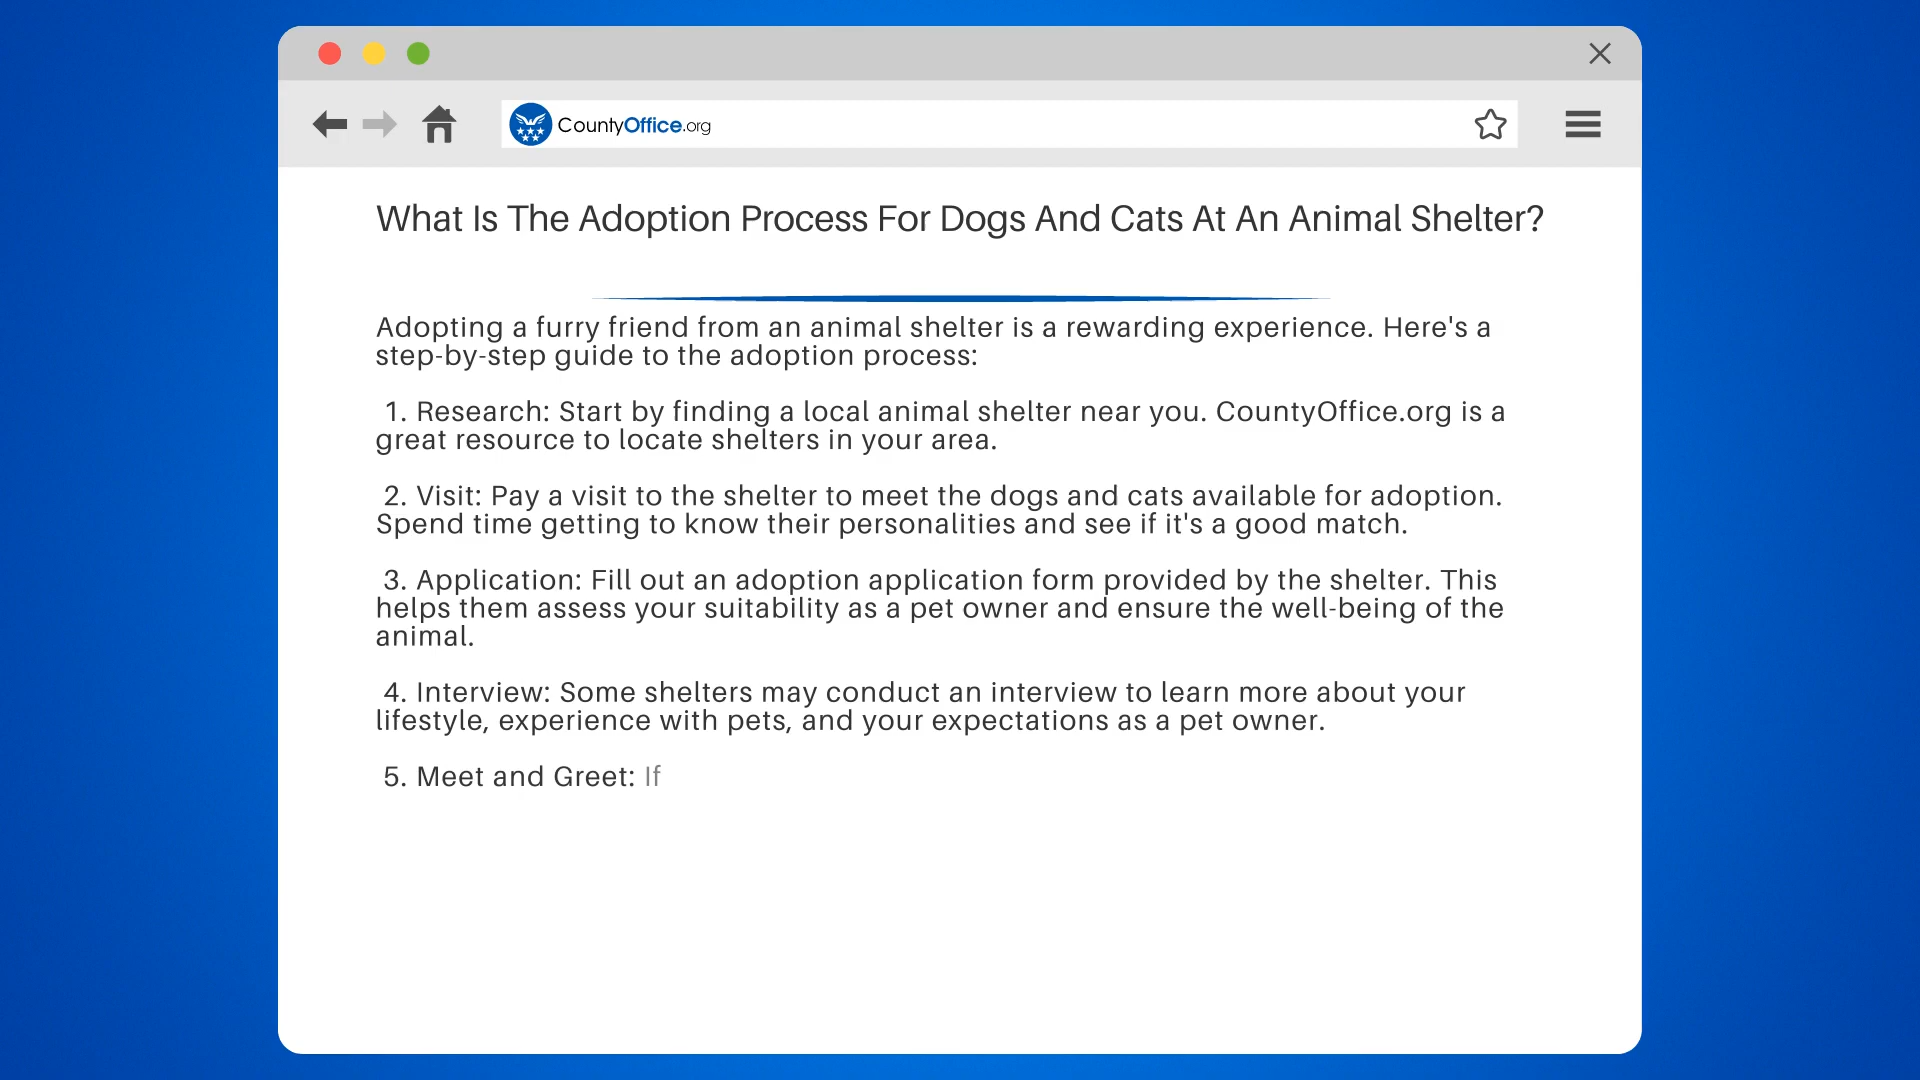 CountyOffice.org
What Is The Adoption Process For Dogs And Cats At An Animal Shelter?
Adopting a furry friend from an animal shelter is a rewarding experience. Here's a
step-by-step guide to the adoption process:
1. Research: Start by finding a local animal shelter near you. CountyOffice.org is a
great resource to locate shelters in your area.
2. Visit: Pay a visit to the shelter to meet the dogs and cats available for adoption.
Spend time getting to know their personalities and see if it's a good match.
3. Application: Fill out an adoption application form provided by the shelter. This
helps them assess your suitability as a pet owner and ensure the well-being of the
animal.
4. Interview: Some shelters may conduct an interview to learn more about your
lifestyle, experience with pets, and your expectations as a pet owner.
5. Meet and Greet: If